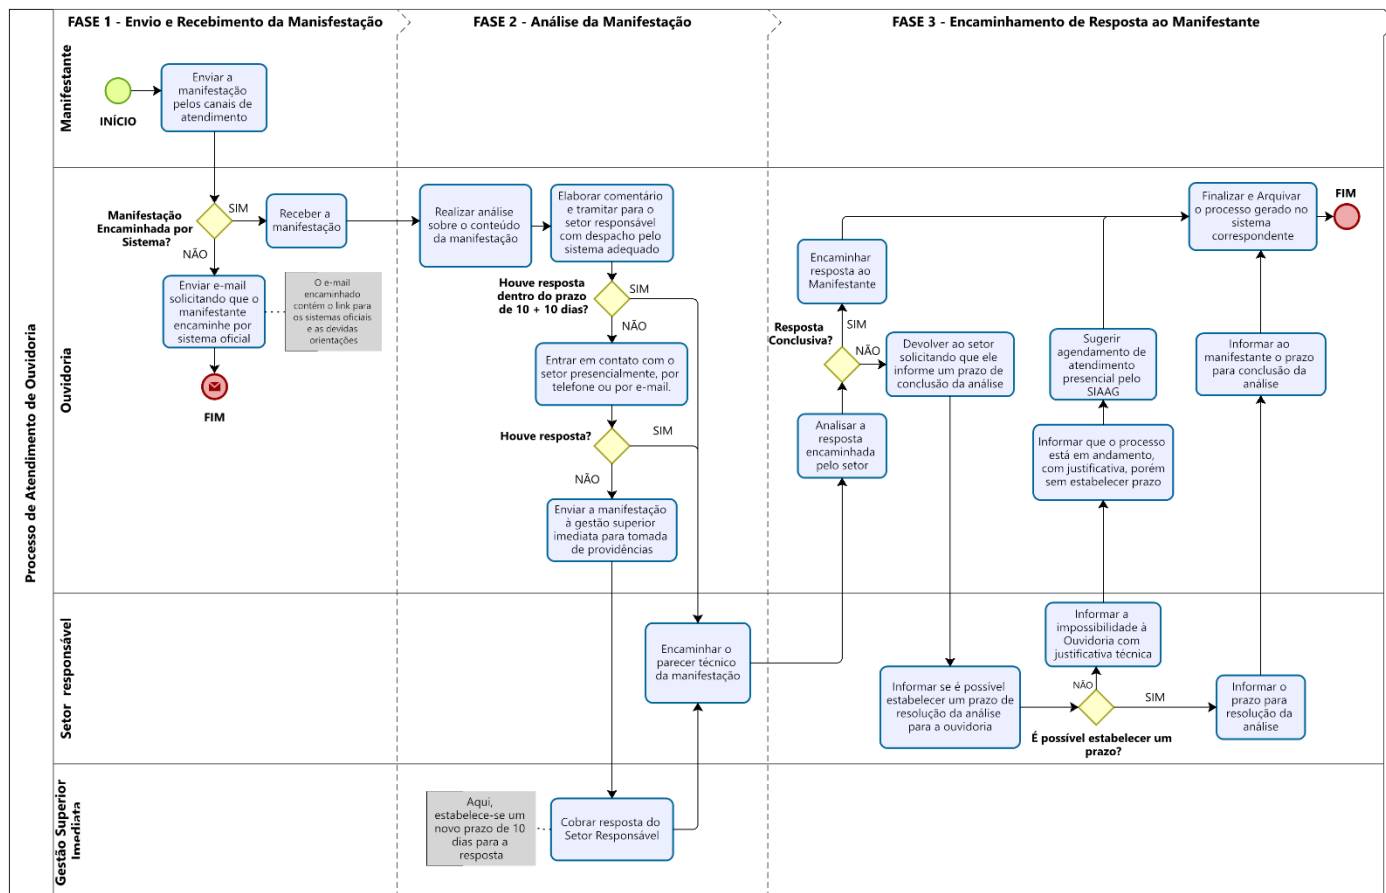 FASE 1 - Envio e Recebimento da Manisfestação
FASE 2 - Análise da Manifestação
FASE 3 - Encaminhamento de Resposta ao Manifestante
Processo de Atendimento de Ouvidoria
Manifestante
INÍCIO
Enviar a
manifestação
pelos canais de
atendimento
Ouvidoria
Manifestação
Encaminhada por
Sistema?
SIM
NÃO
Receber a
manifestação
Enviar e-mail
solicitando que o
manifestante
encaminhe por
sistema oficial
O e-mail
encaminhado
contém o link para
os sistemas oficiais
e as devidas
orientações
FIM
Realizar análise
sobre o conteúdo
da manifestação
Elaborar comentário
e tramitar para o
setor responsável
com despacho pelo
sistema adequado
Houve resposta
dentro do prazo
de 10 + 10 dias?
SIM
NÃO
Entrar em contato com o
setor presencialmente, por
telefone ou por e-mail.
Houve resposta?
SIM
NÃO
Enviar a manifestação
à gestão superior
imediata para tomada
de providências
Encaminhar
resposta ao
Manifestante
Resposta
Conclusiva?
SIM
NÃO
Analisar a
resposta
encaminhada
pelo setor
Devolver ao setor
solicitando que ele
informe um prazo de
conclusão da análise
Sugerir
agendamento de
atendimento
presencial pelo
SIAAG
Informar que o processo
está em andamento,
com justificativa, porém
sem estabelecer prazo
Finalizar e Arquivar
o processo gerado no
sistema
correspondente
FIM
Informar ao
manifestante o prazo
para conclusão da
análise
Setor responsável
Encaminhar o
parecer técnico
da manifestação
Informar se é possível
estabelecer um prazo de
resolução da análise
para a ouvidoria
Informar a
impossibilidade à
Ouvidoria com
justificativa técnica
NÃO
SIM
É possível estabelecer um
prazo?
Informar o
prazo para
resolução da
análise
Gestão Superior
Imediata
Aqui,
estabelece-se um
novo prazo de 10
dias para a
resposta
Cobrar resposta do
Setor Responsável